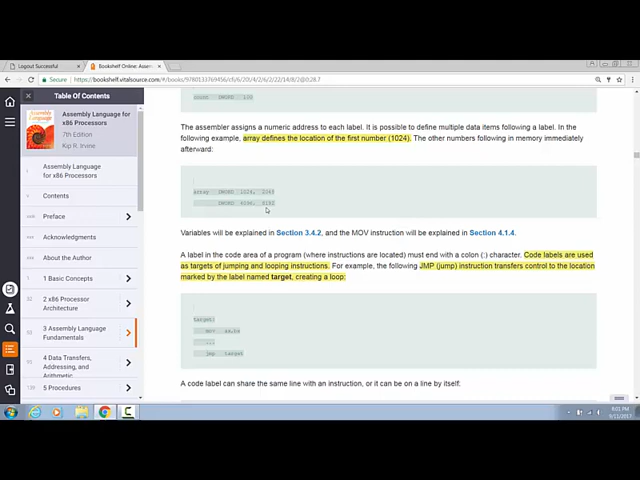 Logout Successful
Bookshelf Online: Assem
Secure
https://bookshelf.vitalsource.com/#/books/9780133769456/cfi/6/20!/4/2/6/2/22/14/8/2@0:28.7
Table Of Contents
Assembly Language for
x86 Processors
7th Edition
Kip R. Irvine
Assembly Language
for x86 Processors
Contents
Preface
Acknowledgments
About the Author
1 Basic Concepts
2 x86 Processor
Architecture
3 Assembly Language
Fundamentals
4 Data Transfers,
Addressing, and
Arithmetic
5 Procedures
count DWORD 100
The assembler assigns a numeric address to each label. It is possible to define multiple data items following a label. In the
following example, array defines the location of the first number (1024). The other numbers following in memory immediately
afterward:
array DWORD 1024, 2048
DWORD 4096, 8192
Variables will be explained in Section 3.4.2, and the MOV instruction will be explained in Section 4.1.4.
A label in the code area of a program (where instructions are located) must end with a colon (:) character. Code labels are used
as targets of jumping and looping instructions. For example, the following JMP (jump) instruction transfers control to the location
marked by the label named target, creating a loop:
target:
mov ax,bx
...
jmp target
A code label can share the same line with an instruction, or it can be on a line by itself:
9/11/2017